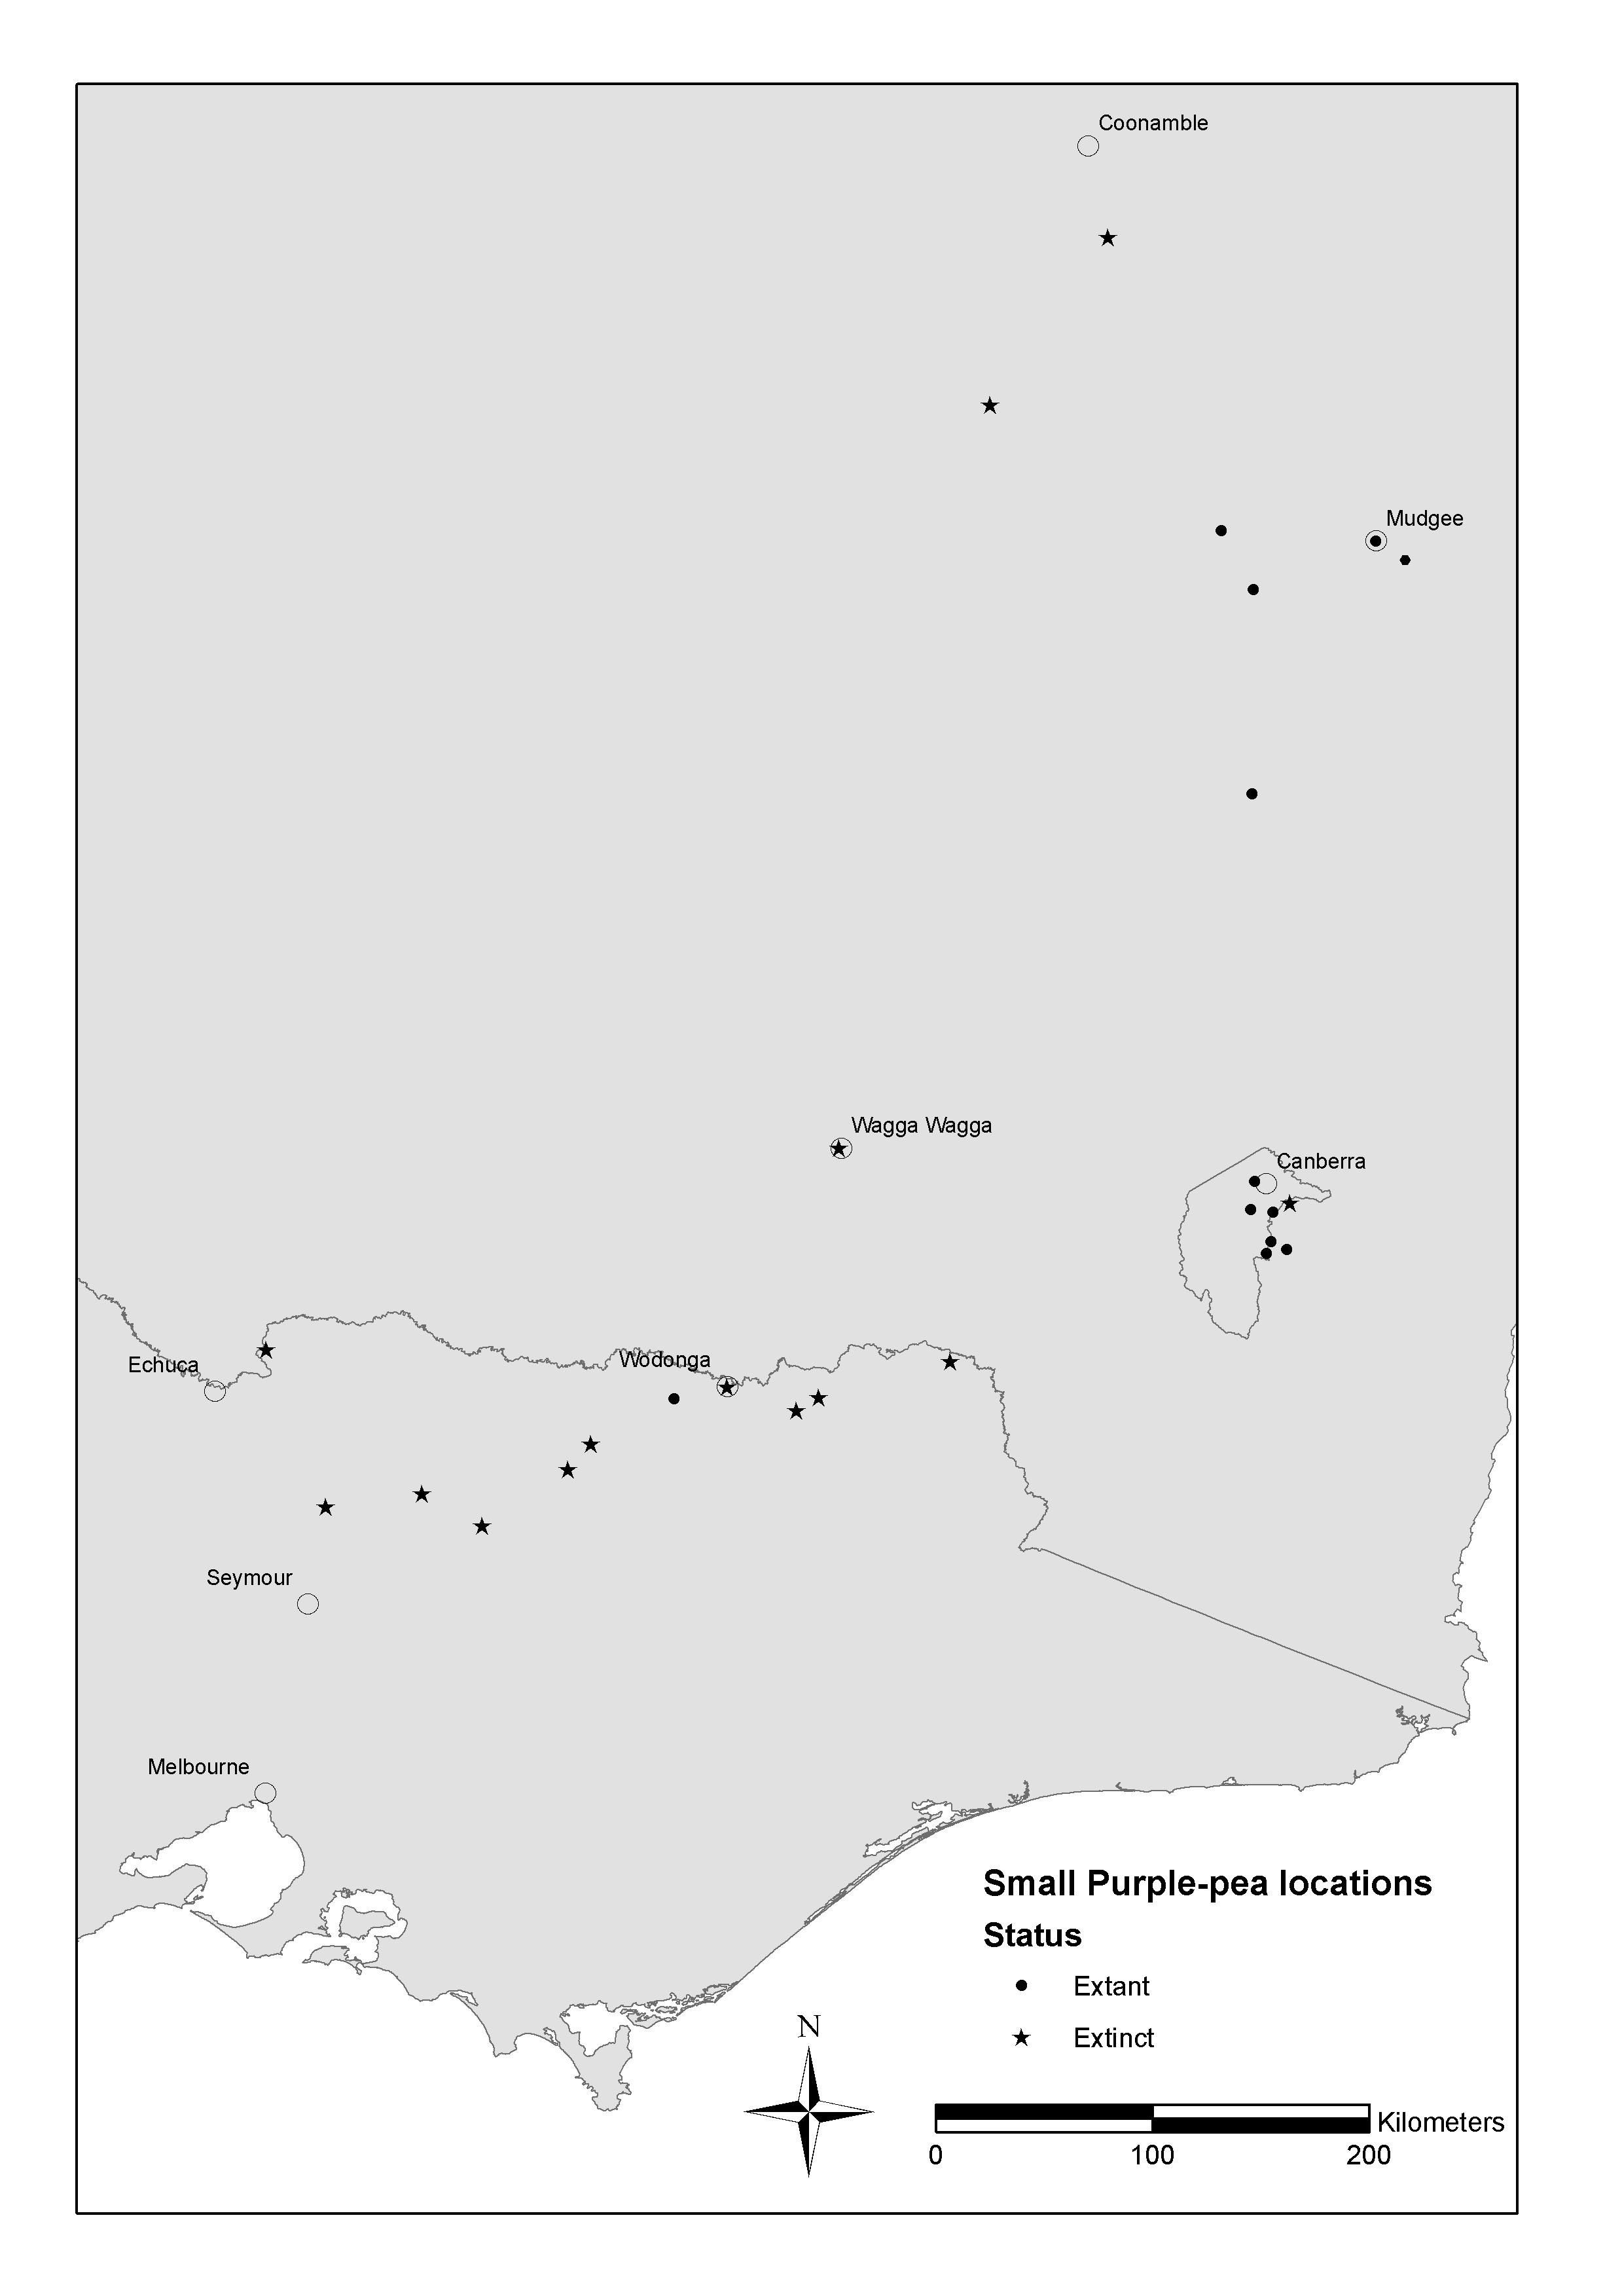 Coonamble
Mudgee
Wagga Wagga
Canberra
Echuca
Wodonga
Seymour
Melbourne
Small Purple-pea locations
Status
Extant
Extinct
N
Kilometers
0 100 200